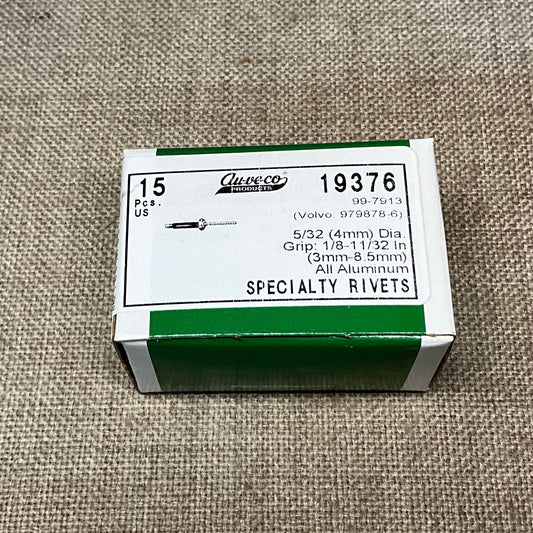 15
Pcs.
US
Au-ve-co
PRODUCTS
19376
99-7913
(Volvo: 979878-6)
5/32 (4mm) Dia.
Grip: 1/8-11/32 In
(3mm-8.5mm)
All Aluminum
SPECIALTY RIVETS